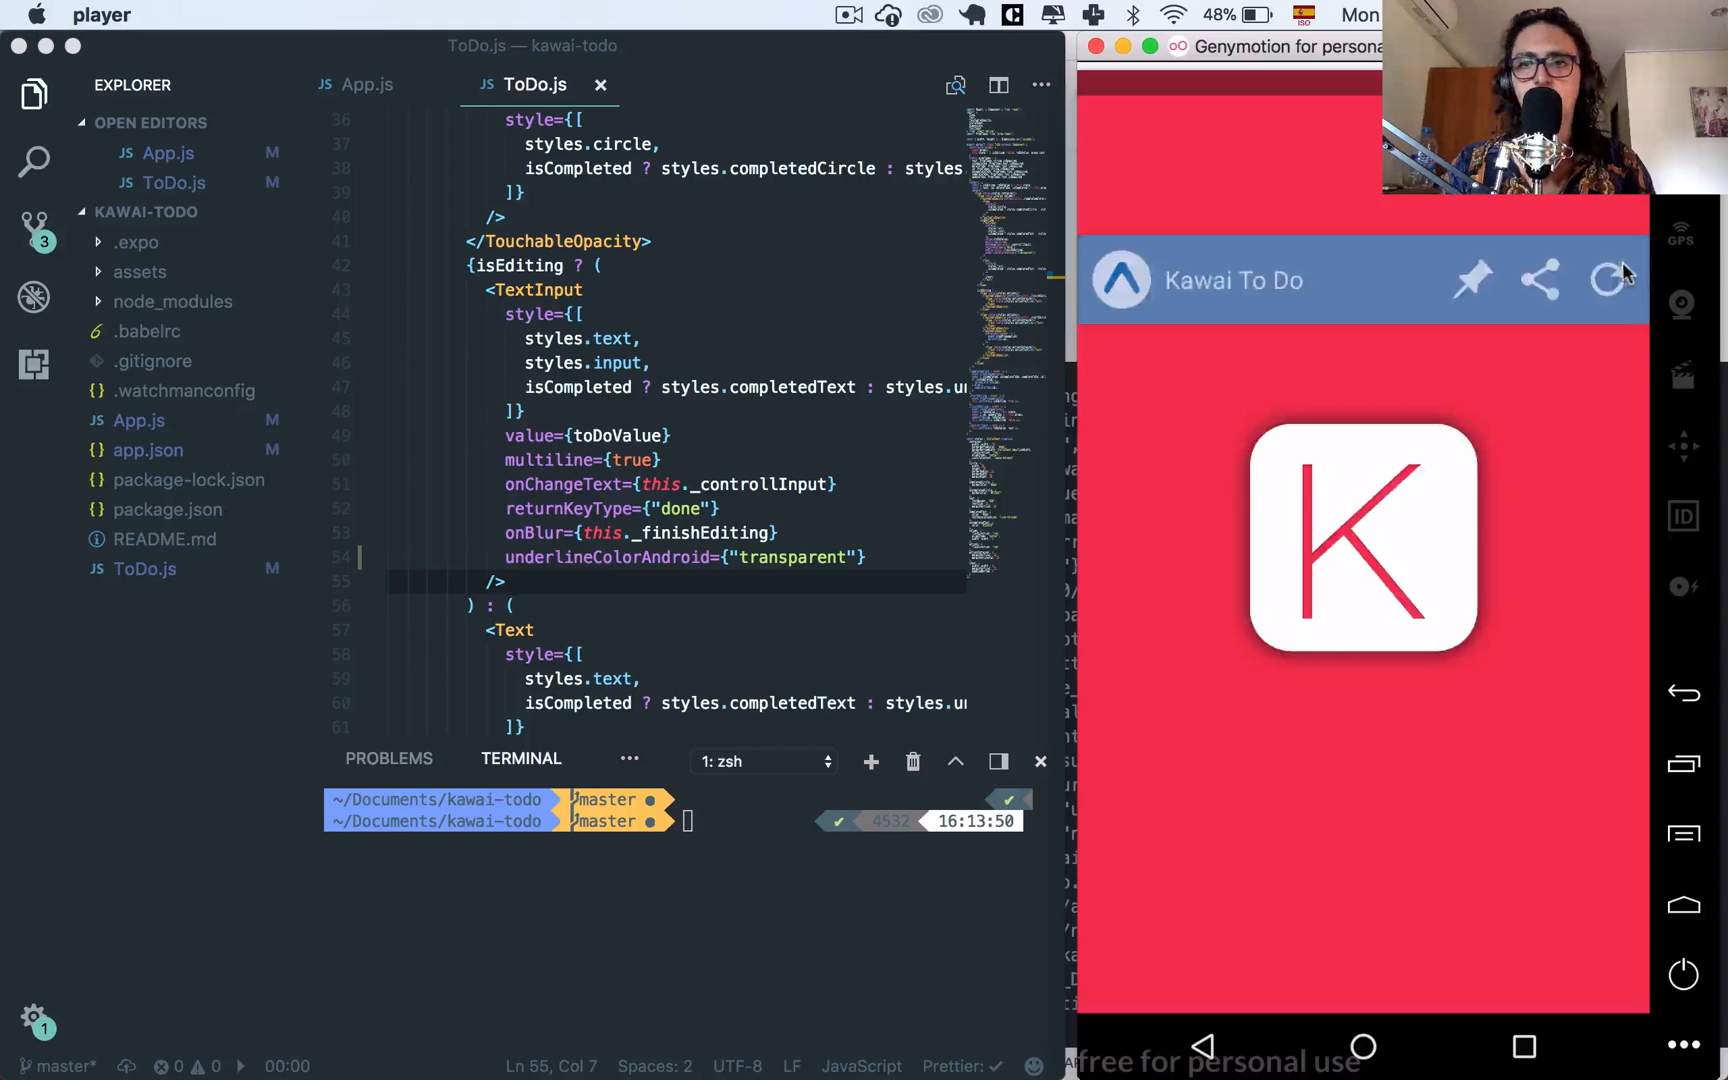 player
48%
ISO
Mon
ToDo.js — kawai-todo
Genymotion for persona
EXPLORER
JS App.js
JS ToDo.js
OPEN EDITORS
JS App.js M
JS ToDo.js M
KAWAI-TODO
.expo
assets
node_modules
.babelrc
.gitignore
{} .watchmanconfig
JS App.js M
{} app.json M
{} package-lock.json
{} package.json
README.md
JS ToDo.js M
3
1
36 style={[
37 styles.circle,
38 isCompleted ? styles.completedCircle : styles
39 ]}
40 />
41 </TouchableOpacity>
42 {isEditing ? (
43 <TextInput
44 style={[
45 styles.text,
46 styles.input,
47 isCompleted ? styles.completedText : styles.un
48 ]}
49 value={toDoValue}
50 multiline={true}
51 onChangeText={this._controllInput}
52 returnKeyType={"done"}
53 onBlur={this._finishEditing}
54 underlineColorAndroid={"transparent"}
55 />
56 ) : (
57 <Text
58 style={[
59 styles.text,
60 isCompleted ? styles.completedText : styles.un
61 ]}
PROBLEMS
TERMINAL
1: zsh
~/Documents/kawai-todo master
~/Documents/kawai-todo master
4532 16:13:50
master*
0 0
00:00
Ln 55, Col 7
Spaces: 2
UTF-8
LF
JavaScript
Prettier: ✓
Kawai To Do
K
GPS
ID
free for personal use